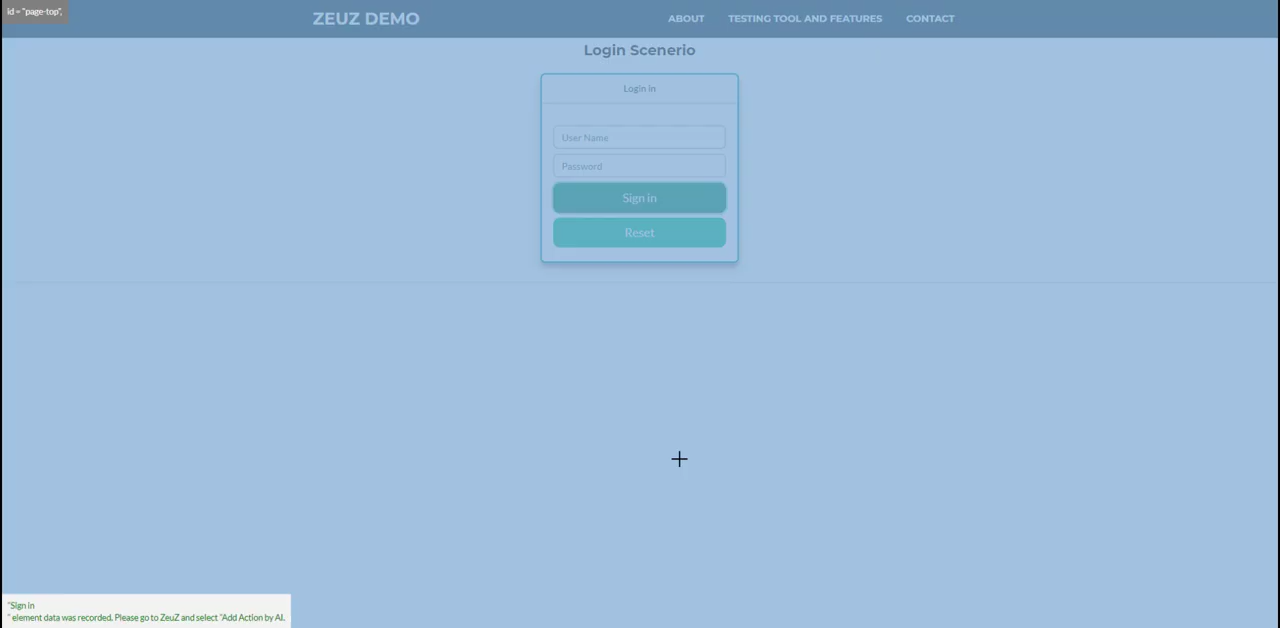 id = "page-top",
ZEUZ DEMO
ABOUT
TESTING TOOL AND FEATURES
CONTACT
Login Scenerio
Login in
User Name
Password
Sign in
Reset
"Sign in
" element data was recorded. Please go to ZeuZ and select "Add Action by AI.